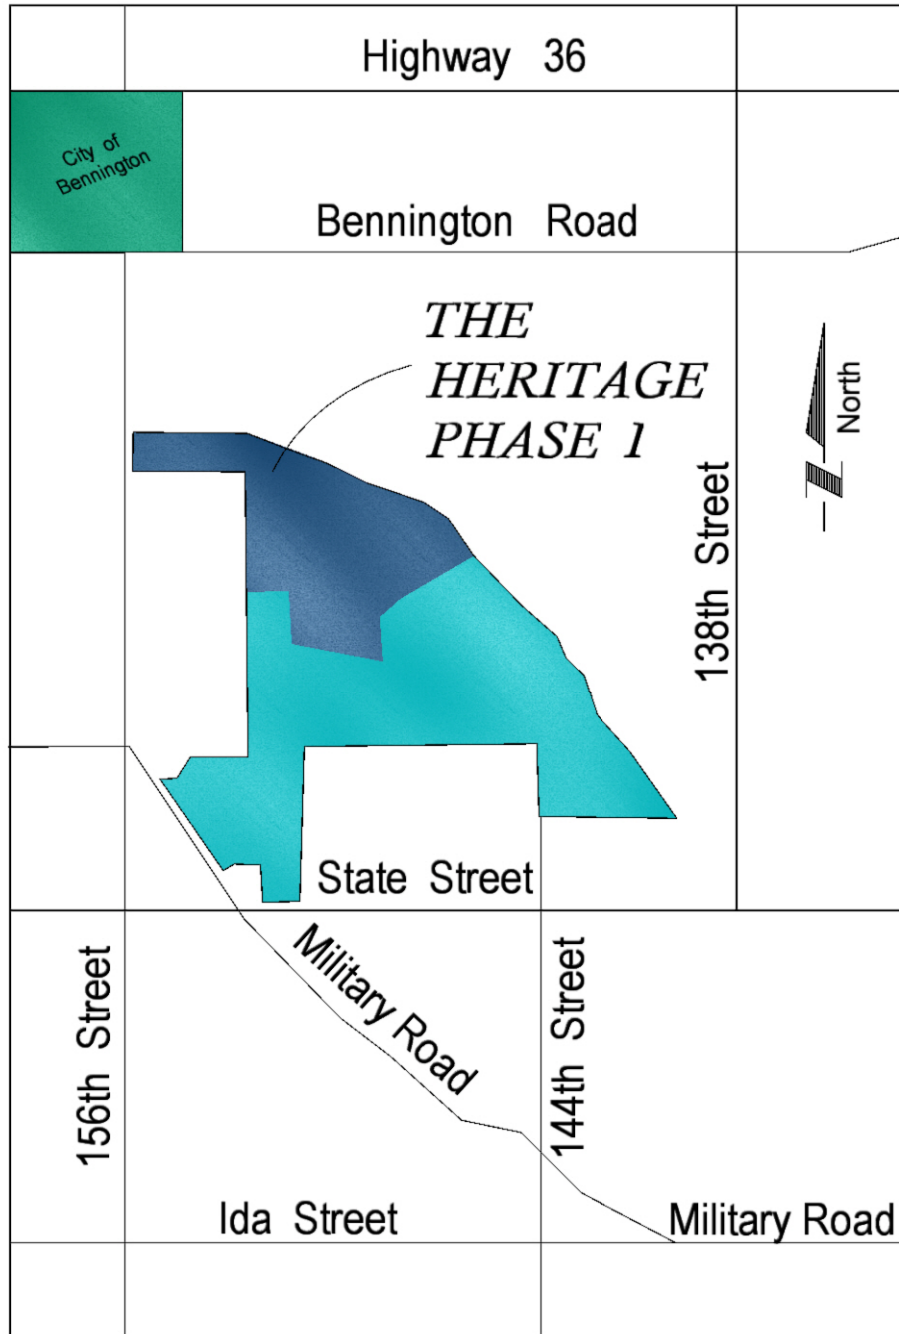 Highway 36
City of
Bennington
Bennington Road
THE
HERITAGE
PHASE 1
North
138th Street
State Street
Military Road
156th Street
144th Street
Ida Street
Military Road